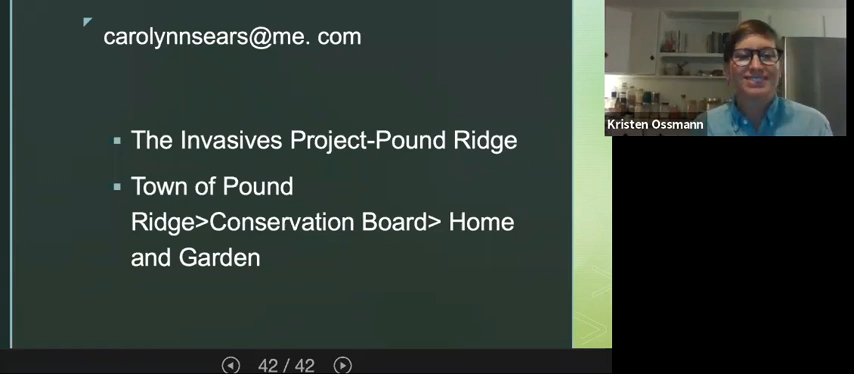 carolynnsears@me. com
The Invasives Project-Pound Ridge
Town of Pound
Ridge>Conservation Board> Home
and Garden
Kristen Ossmann
42 / 42